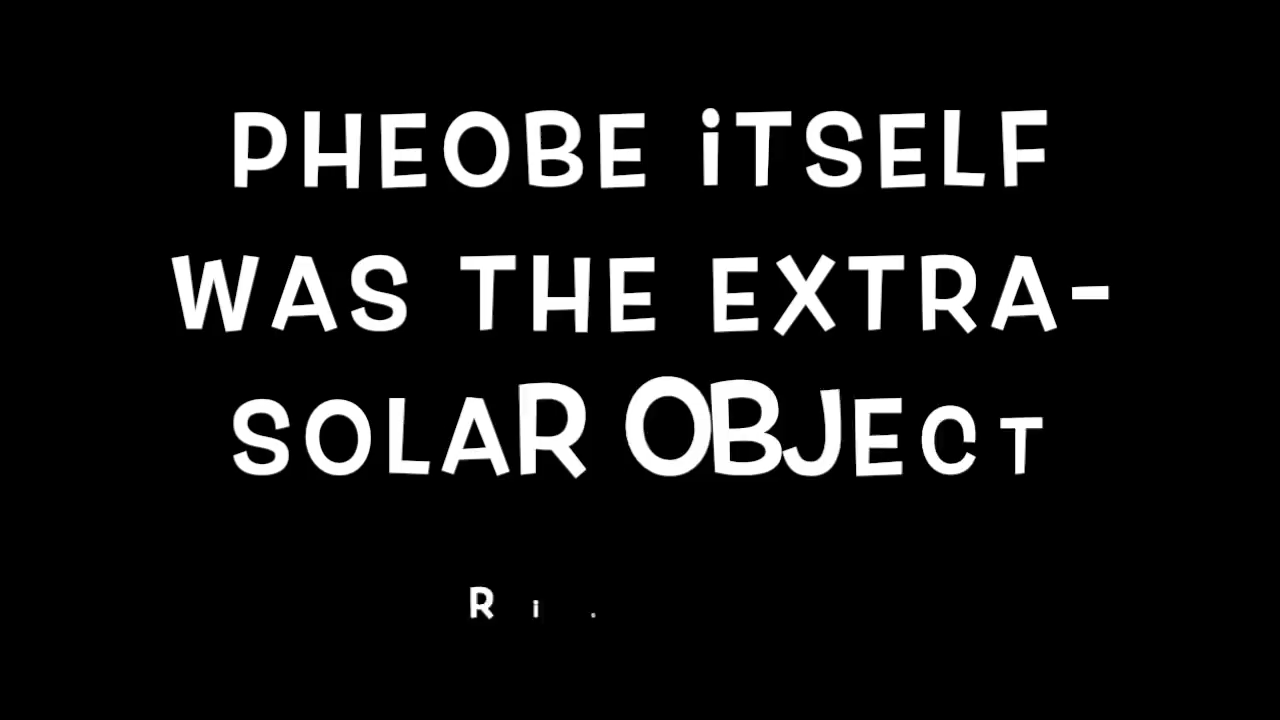 PHEOBE iTSELF
WAS THE EXTRA-
SOLAR OBJECT